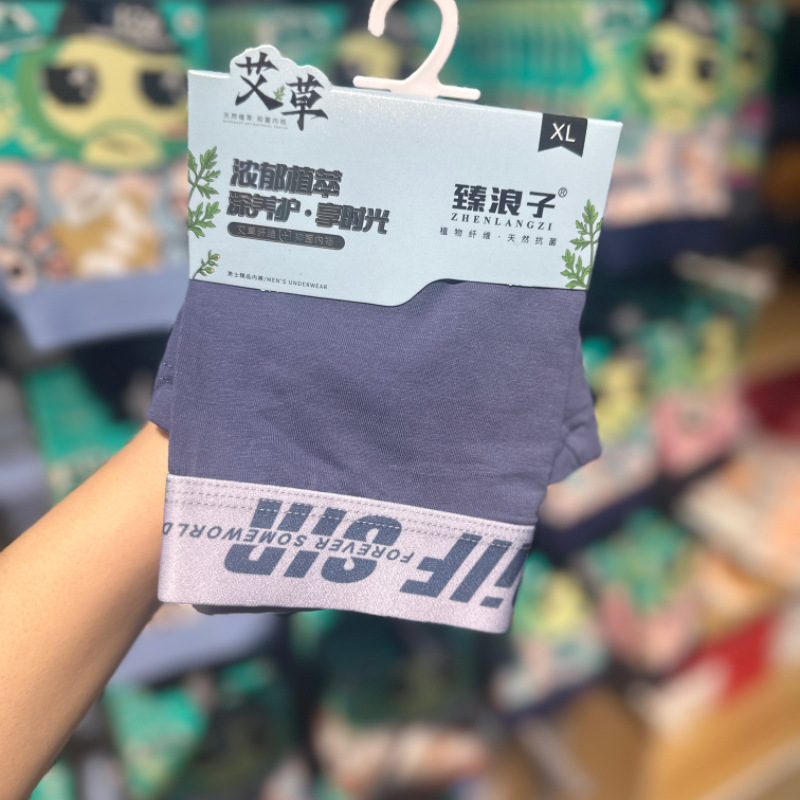 艾草
XL
浓郁植萃
深养护·享时光
臻浪子®
ZHENLANGZI
植物纤维·天然抗菌
男士精品内裤/MEN'S UNDERWEAR
FOREVER SOMEWORLD